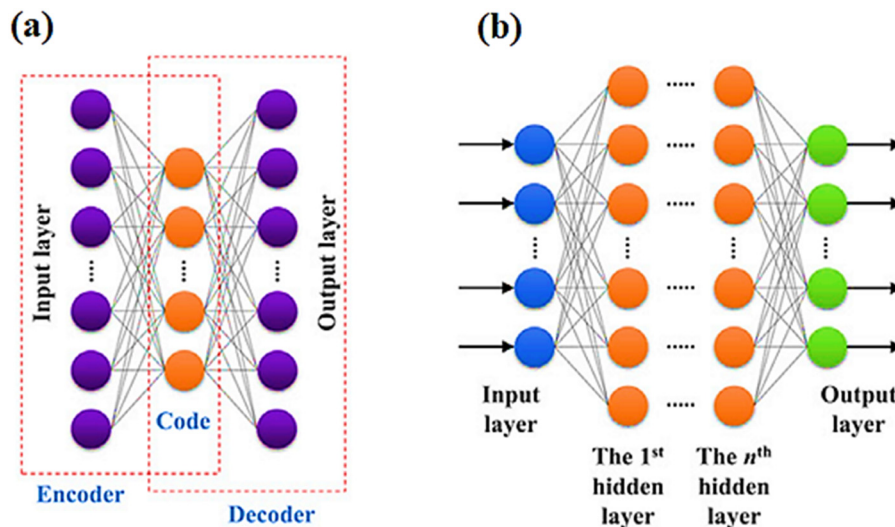 (a)
Input layer
Output layer
Code
Encoder
Decoder
(b)
Input
layer
The 1st
hidden
layer
The nth
hidden
layer
Output
layer